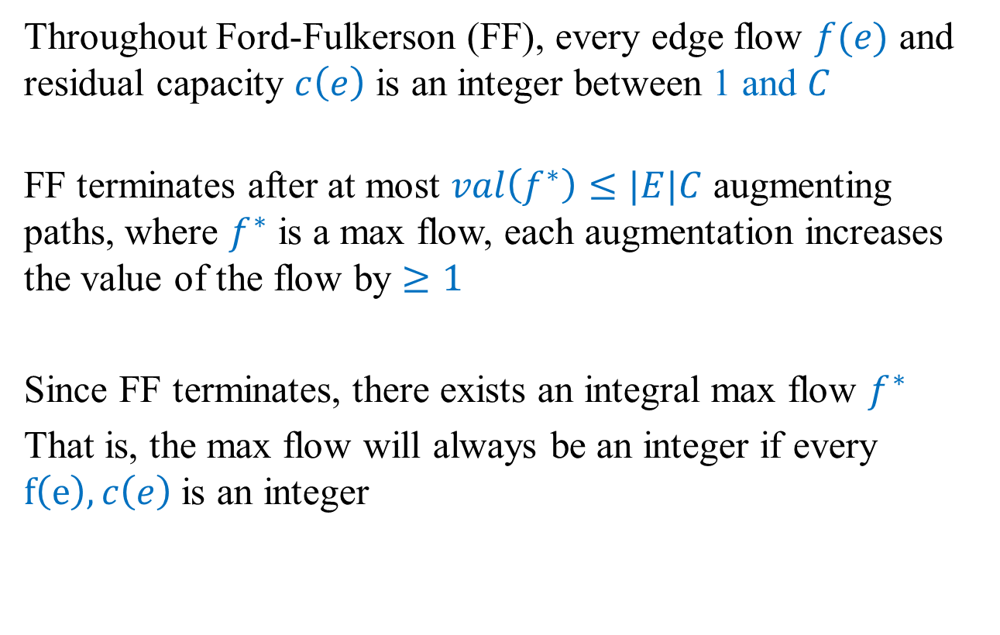 Throughout Ford-Fulkerson (FF), every edge flow f(e) and
residual capacity c(e) is an integer between 1 and C
FF terminates after at most val(f*) ≤ |E|C augmenting
paths, where f* is a max flow, each augmentation increases
the value of the flow by ≥ 1
Since FF terminates, there exists an integral max flow f*
That is, the max flow will always be an integer if every
f(e), c(e) is an integer